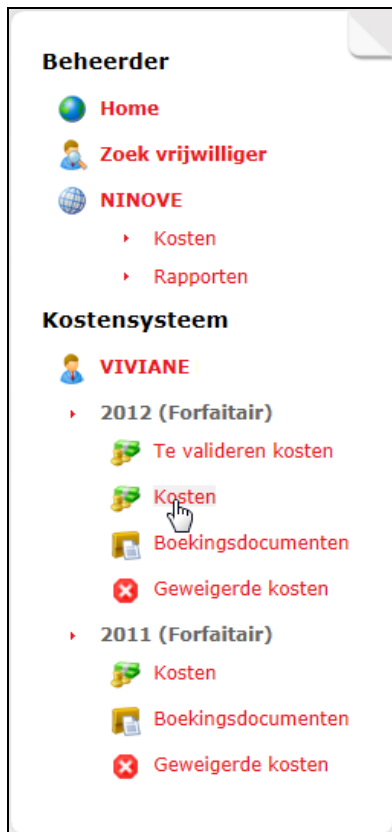 Beheerder
Home
Zoek vrijwilliger
NINOVE
Kosten
Rapporten
Kostensysteem
VIVIANE
2012 (Forfaitair)
Te valideren kosten
Kosten
Boekingsdocumenten
Geweigerde kosten
2011 (Forfaitair)
Kosten
Boekingsdocumenten
Geweigerde kosten